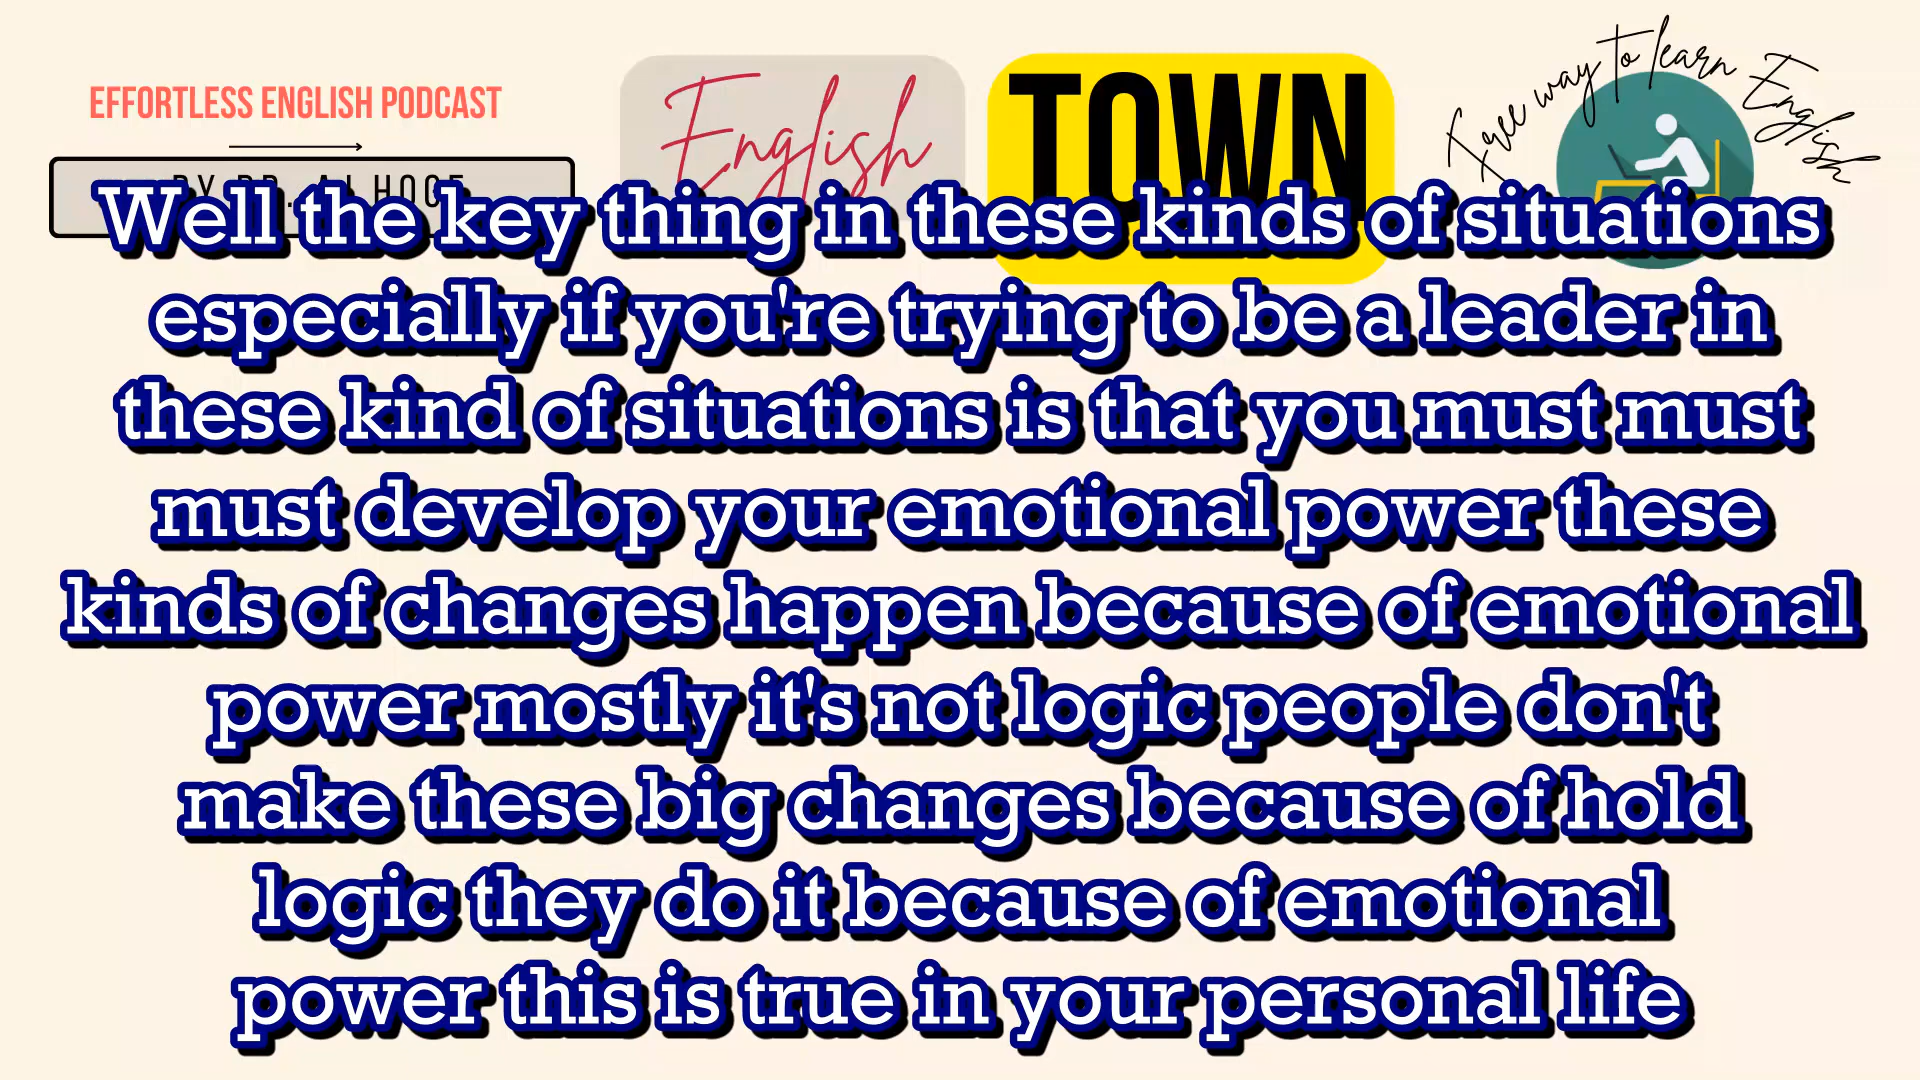 EFFORTLESS ENGLISH PODCAST
English
TOWN
Free way to learn English
Well the key thing in these kinds of situations
especially if you're trying to be a leader in
these kind of situations is that you must must
must develop your emotional power these
kinds of changes happen because of emotional
power mostly it's not logic people don't
make these big changes because of hold
logic they do it because of emotional
power this is true in your personal life